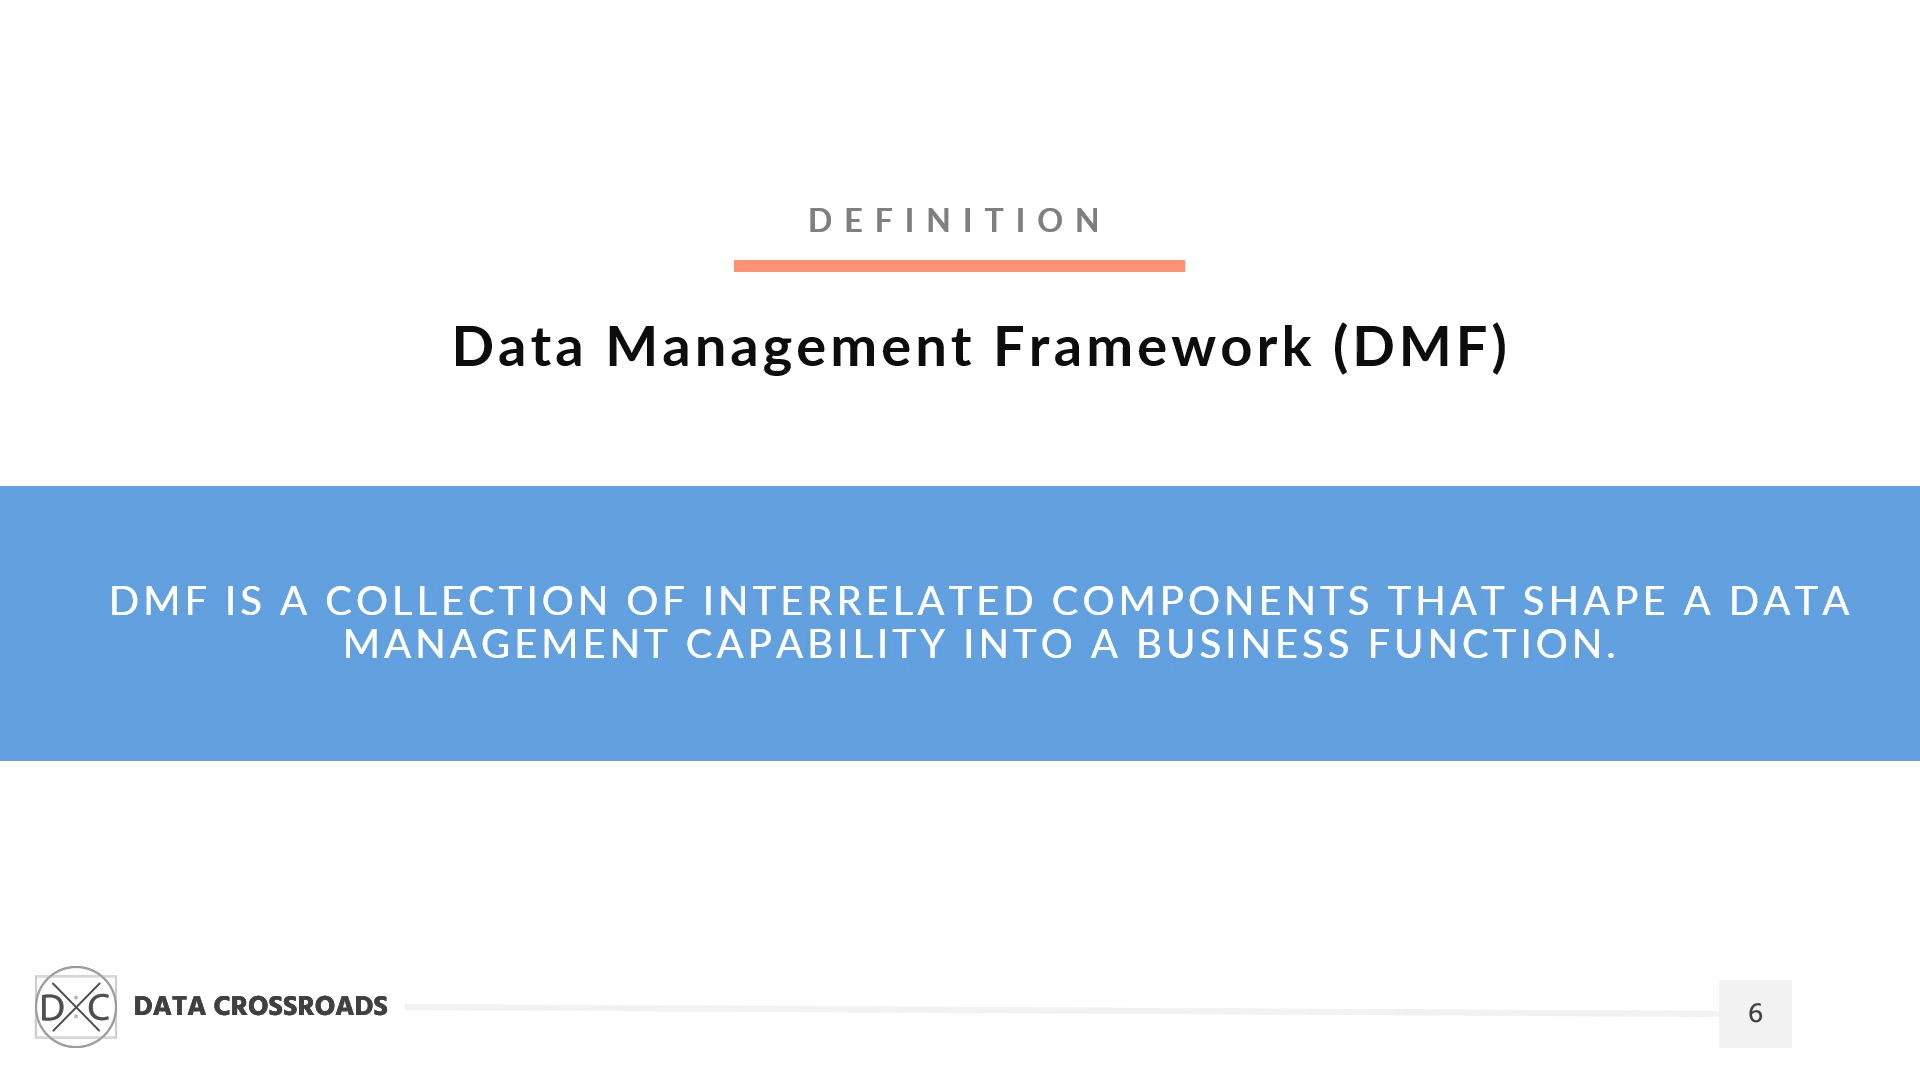 DEFINITION
Data Management Framework (DMF)
DMF IS A COLLECTION OF INTERRELATED COMPONENTS THAT SHAPE A DATA
MANAGEMENT CAPABILITY INTO A BUSINESS FUNCTION.
D C
DATA CROSSROADS
6